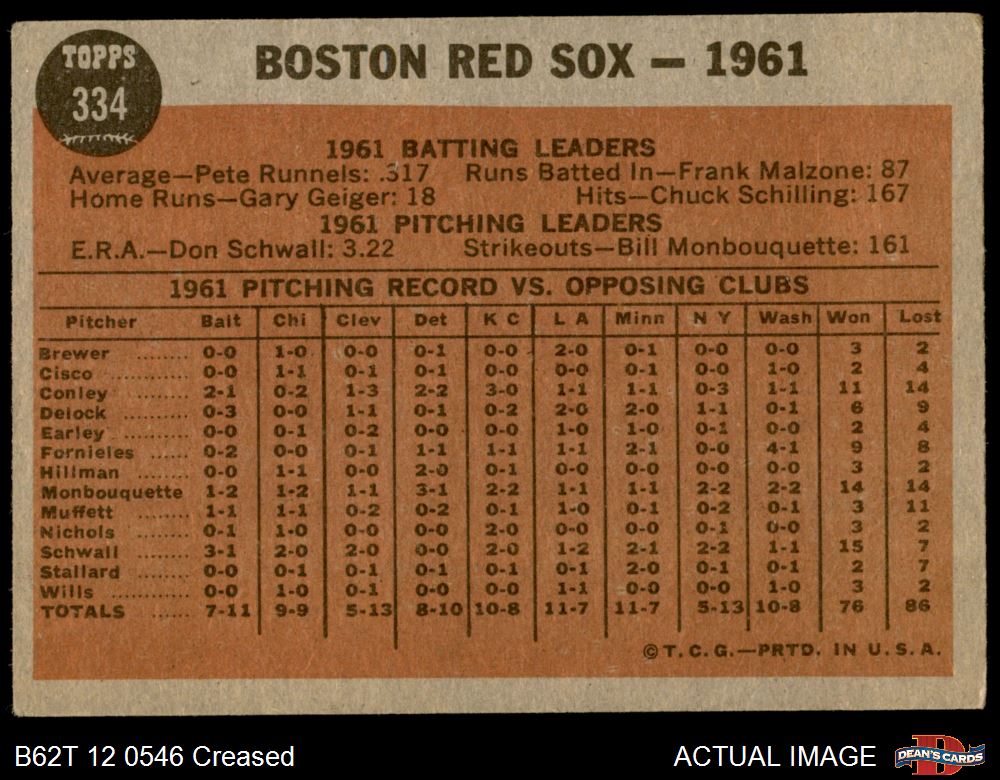 TOPPS
334
BOSTON RED SOX — 1961
1961 BATTING LEADERS
Average—Pete Runnels: .317 Runs Batted In—Frank Malzone: 87
Home Runs—Gary Geiger: 18 Hits—Chuck Schilling: 167
1961 PITCHING LEADERS
E.R.A.—Don Schwall: 3.22 Strikeouts—Bill Monbouquette: 161
1961 PITCHING RECORD VS. OPPOSING CLUBS
Pitcher Balt Chi Clev Det K C L A Minn N Y Wash Won Lost
Brewer ........ 0-0 1-0 0-0 0-1 0-0 2-0 0-1 0-0 0-0 3 2
Cisco ............ 0-0 1-1 0-1 0-1 0-0 0-0 0-1 0-0 1-0 2 4
Conley .......... 2-1 0-2 1-3 2-2 3-0 1-1 1-1 0-3 1-1 11 14
Delock .......... 0-3 0-0 1-1 0-1 0-2 2-0 2-0 1-1 0-1 6 9
Earley .......... 0-0 0-1 0-2 0-0 0-0 1-0 1-0 0-1 0-0 2 4
Fornieles ...... 0-2 0-0 0-1 1-1 1-1 1-1 2-1 0-0 4-1 9 8
Hillman ........ 0-0 1-1 0-0 2-0 0-1 0-0 0-0 0-0 0-0 3 2
Monbouquette 1-2 1-2 1-1 3-1 2-2 1-1 1-1 2-2 2-2 14 14
Muffett ........ 1-1 1-1 0-2 0-2 0-1 1-0 0-1 0-2 0-1 3 11
Nichols ........ 0-1 1-0 0-0 0-0 2-0 0-0 0-0 0-1 0-0 3 2
Schwall ........ 3-1 2-0 2-0 0-0 2-0 1-2 2-1 2-2 1-1 15 7
Stallard ........ 0-0 0-1 0-1 0-1 0-1 0-1 2-0 0-1 0-1 2 7
Wills ............ 0-0 1-0 0-1 0-0 0-0 1-1 0-0 0-0 1-0 3 2
TOTALS 7-11 9-9 5-13 8-10 10-8 11-7 11-7 5-13 10-8 76 86
©T.C.G.—PRTD. IN U.S.A.
B62T 12 0546 Creased
ACTUAL IMAGE
DEAN'S CARDS